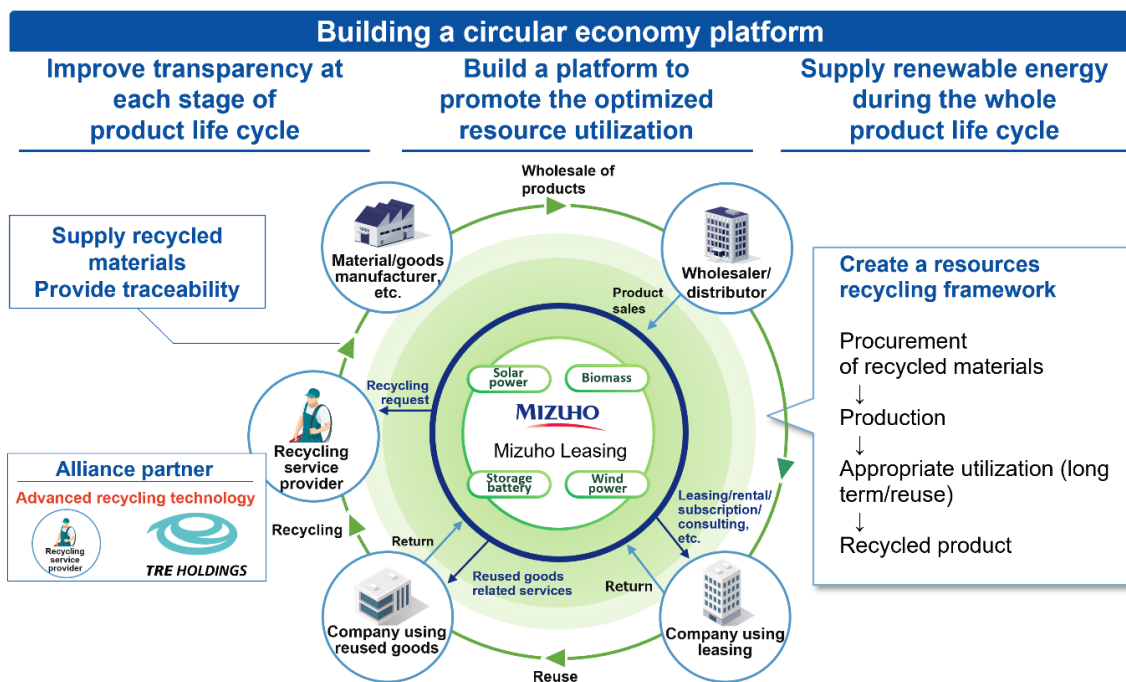 Building a circular economy platform
Improve transparency at
each stage of
product life cycle
Build a platform to
promote the optimized
resource utilization
Supply renewable energy
during the whole
product life cycle
Wholesale of
products
Supply recycled
materials
Provide traceability
Material/goods
manufacturer,
etc.
Wholesaler/
distributor
Product
sales
Create a resources
recycling framework
Procurement
of recycled materials
↓
Production
↓
Appropriate utilization (long
term/reuse)
↓
Recycled product
Solar
power
Biomass
MIZUHO
Mizuho Leasing
Storage
battery
Wind
power
Recycling
request
Recycling
service
provider
Alliance partner
Advanced recycling technology
Recycling
service
provider
TRE HOLDINGS
Recycling
Return
Reused goods
related services
Leasing/rental/
subscription/
consulting,
etc.
Return
Company using
reused goods
Company using
leasing
Reuse